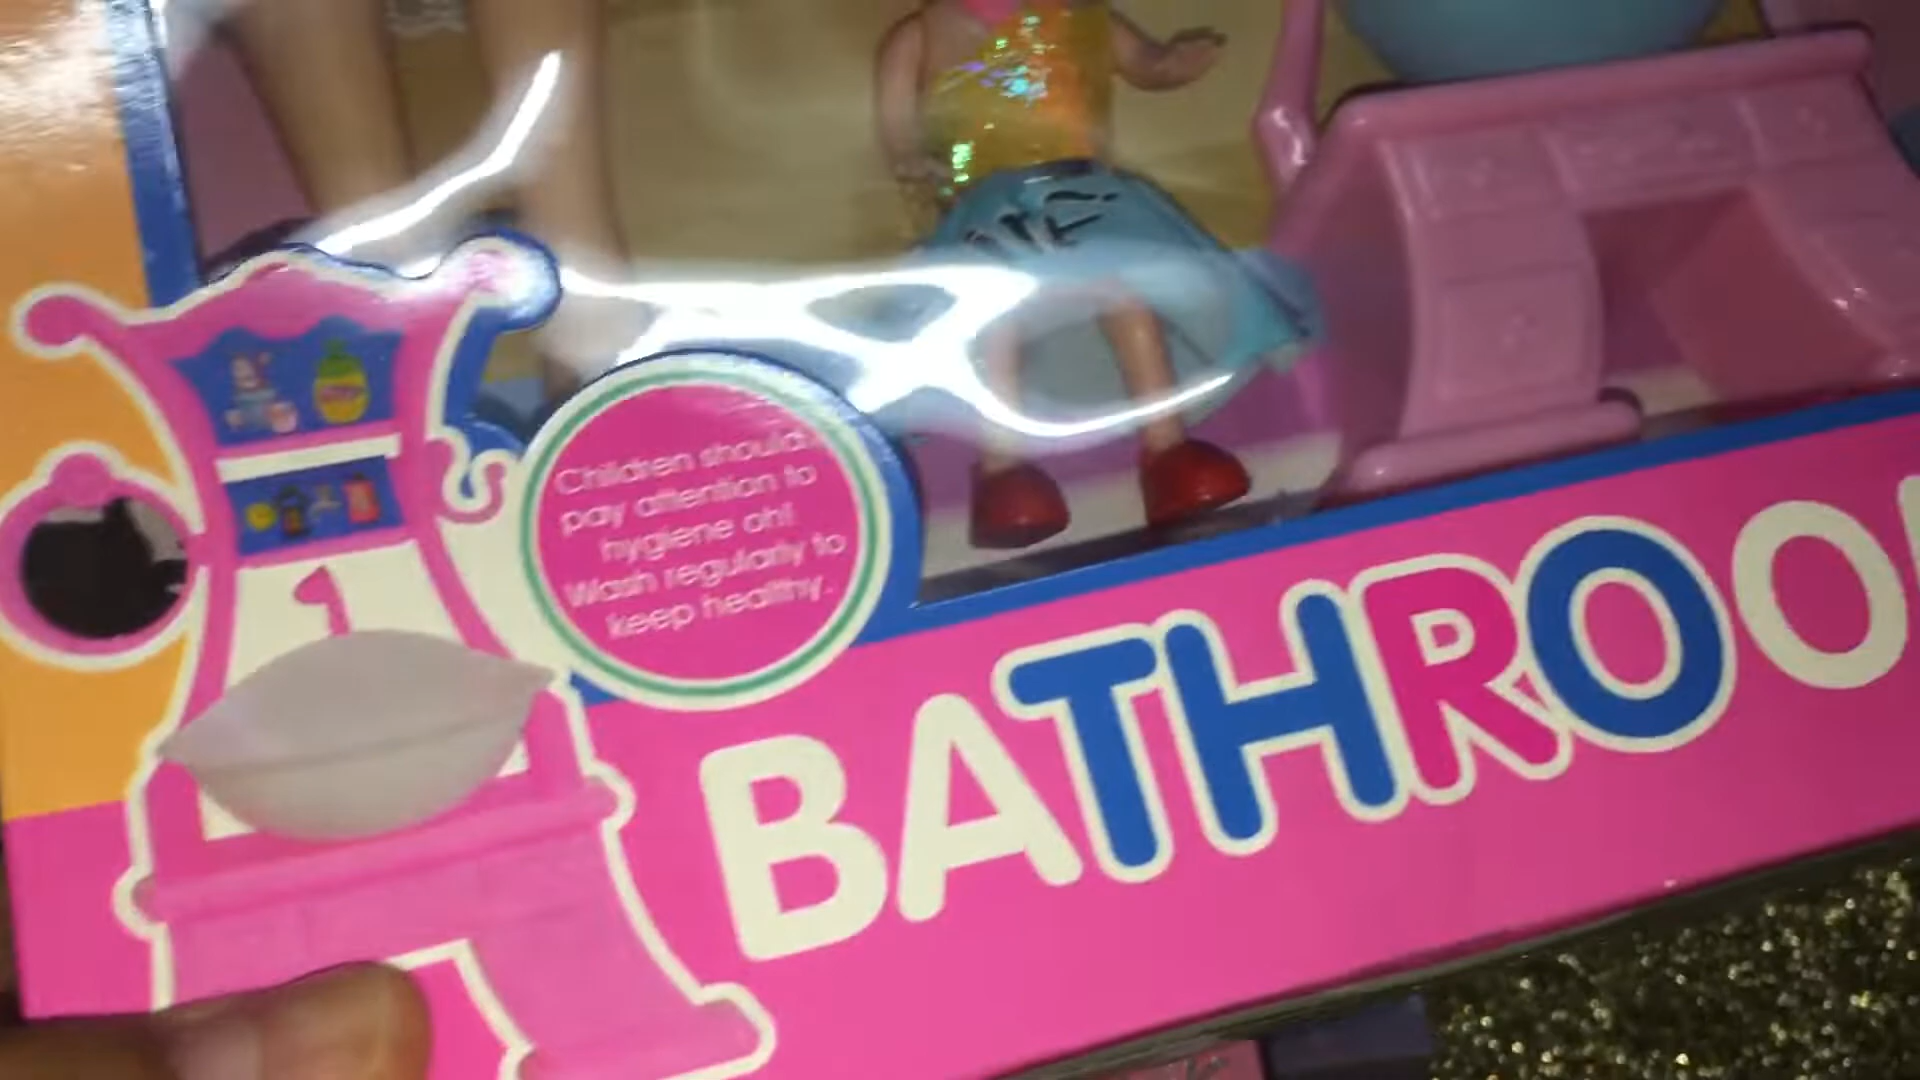 Children should
pay attention to
hygiene oh!
Wash regularly to
keep healthy.
BATHROO